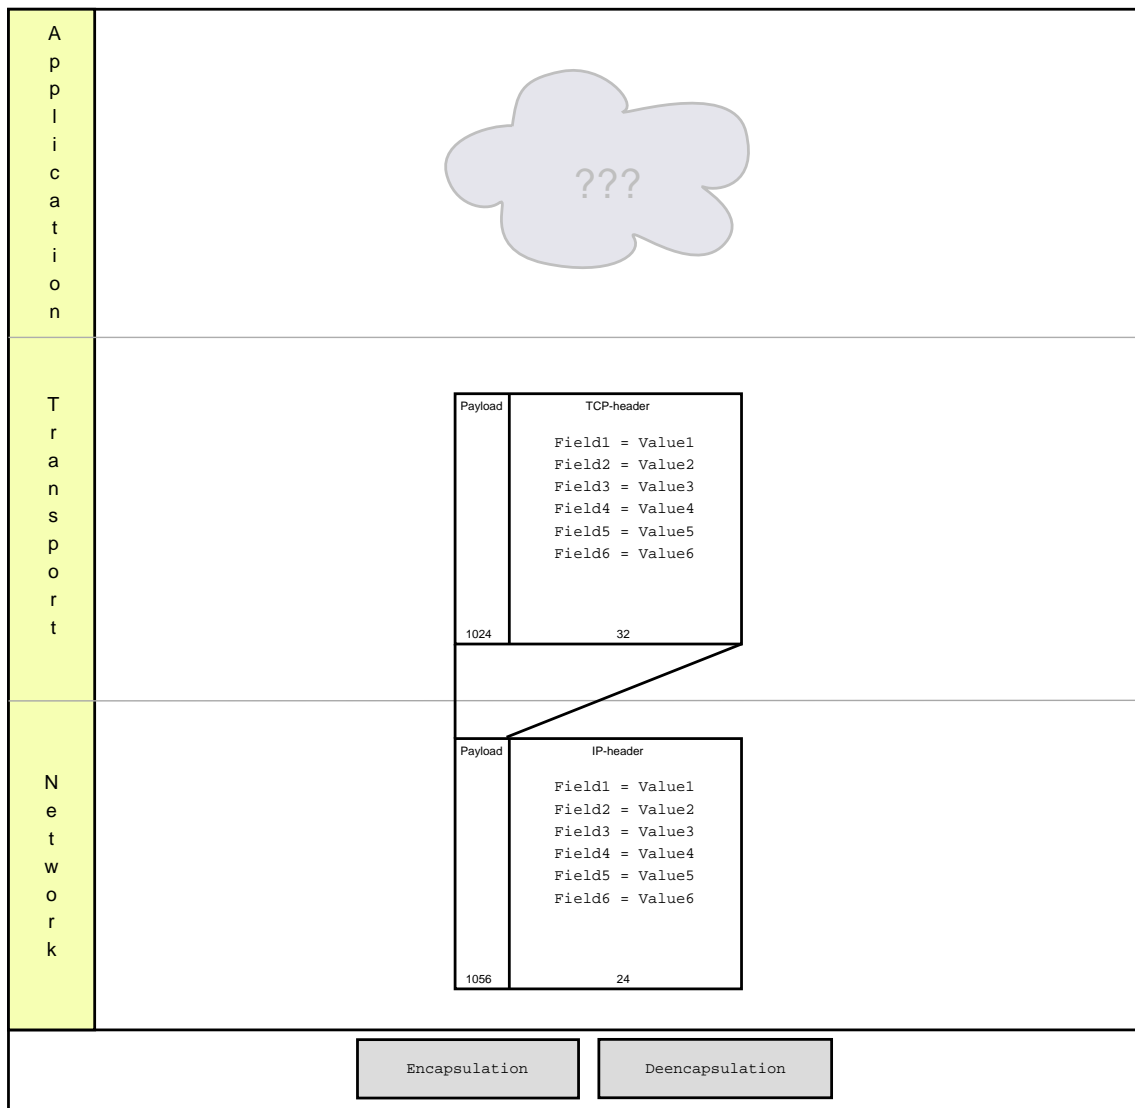 Application
???
Transport
Payload TCP-header
Field1 = Value1
Field2 = Value2
Field3 = Value3
Field4 = Value4
Field5 = Value5
Field6 = Value6
1024 32
Network
Payload IP-header
Field1 = Value1
Field2 = Value2
Field3 = Value3
Field4 = Value4
Field5 = Value5
Field6 = Value6
1056 24
Encapsulation Deencapsulation